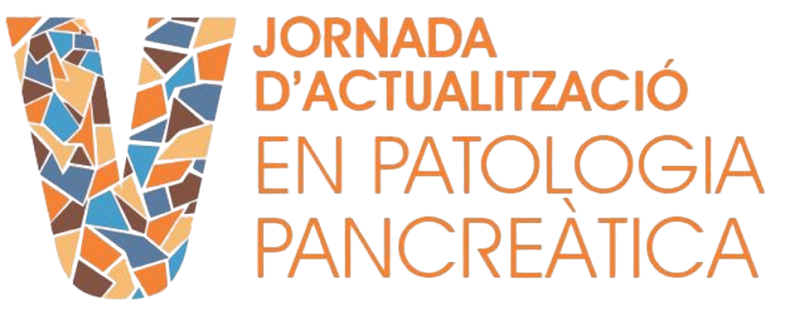 V JORNADA
D'ACTUALITZACIÓ
EN PATOLOGIA
PANCREÀTICA